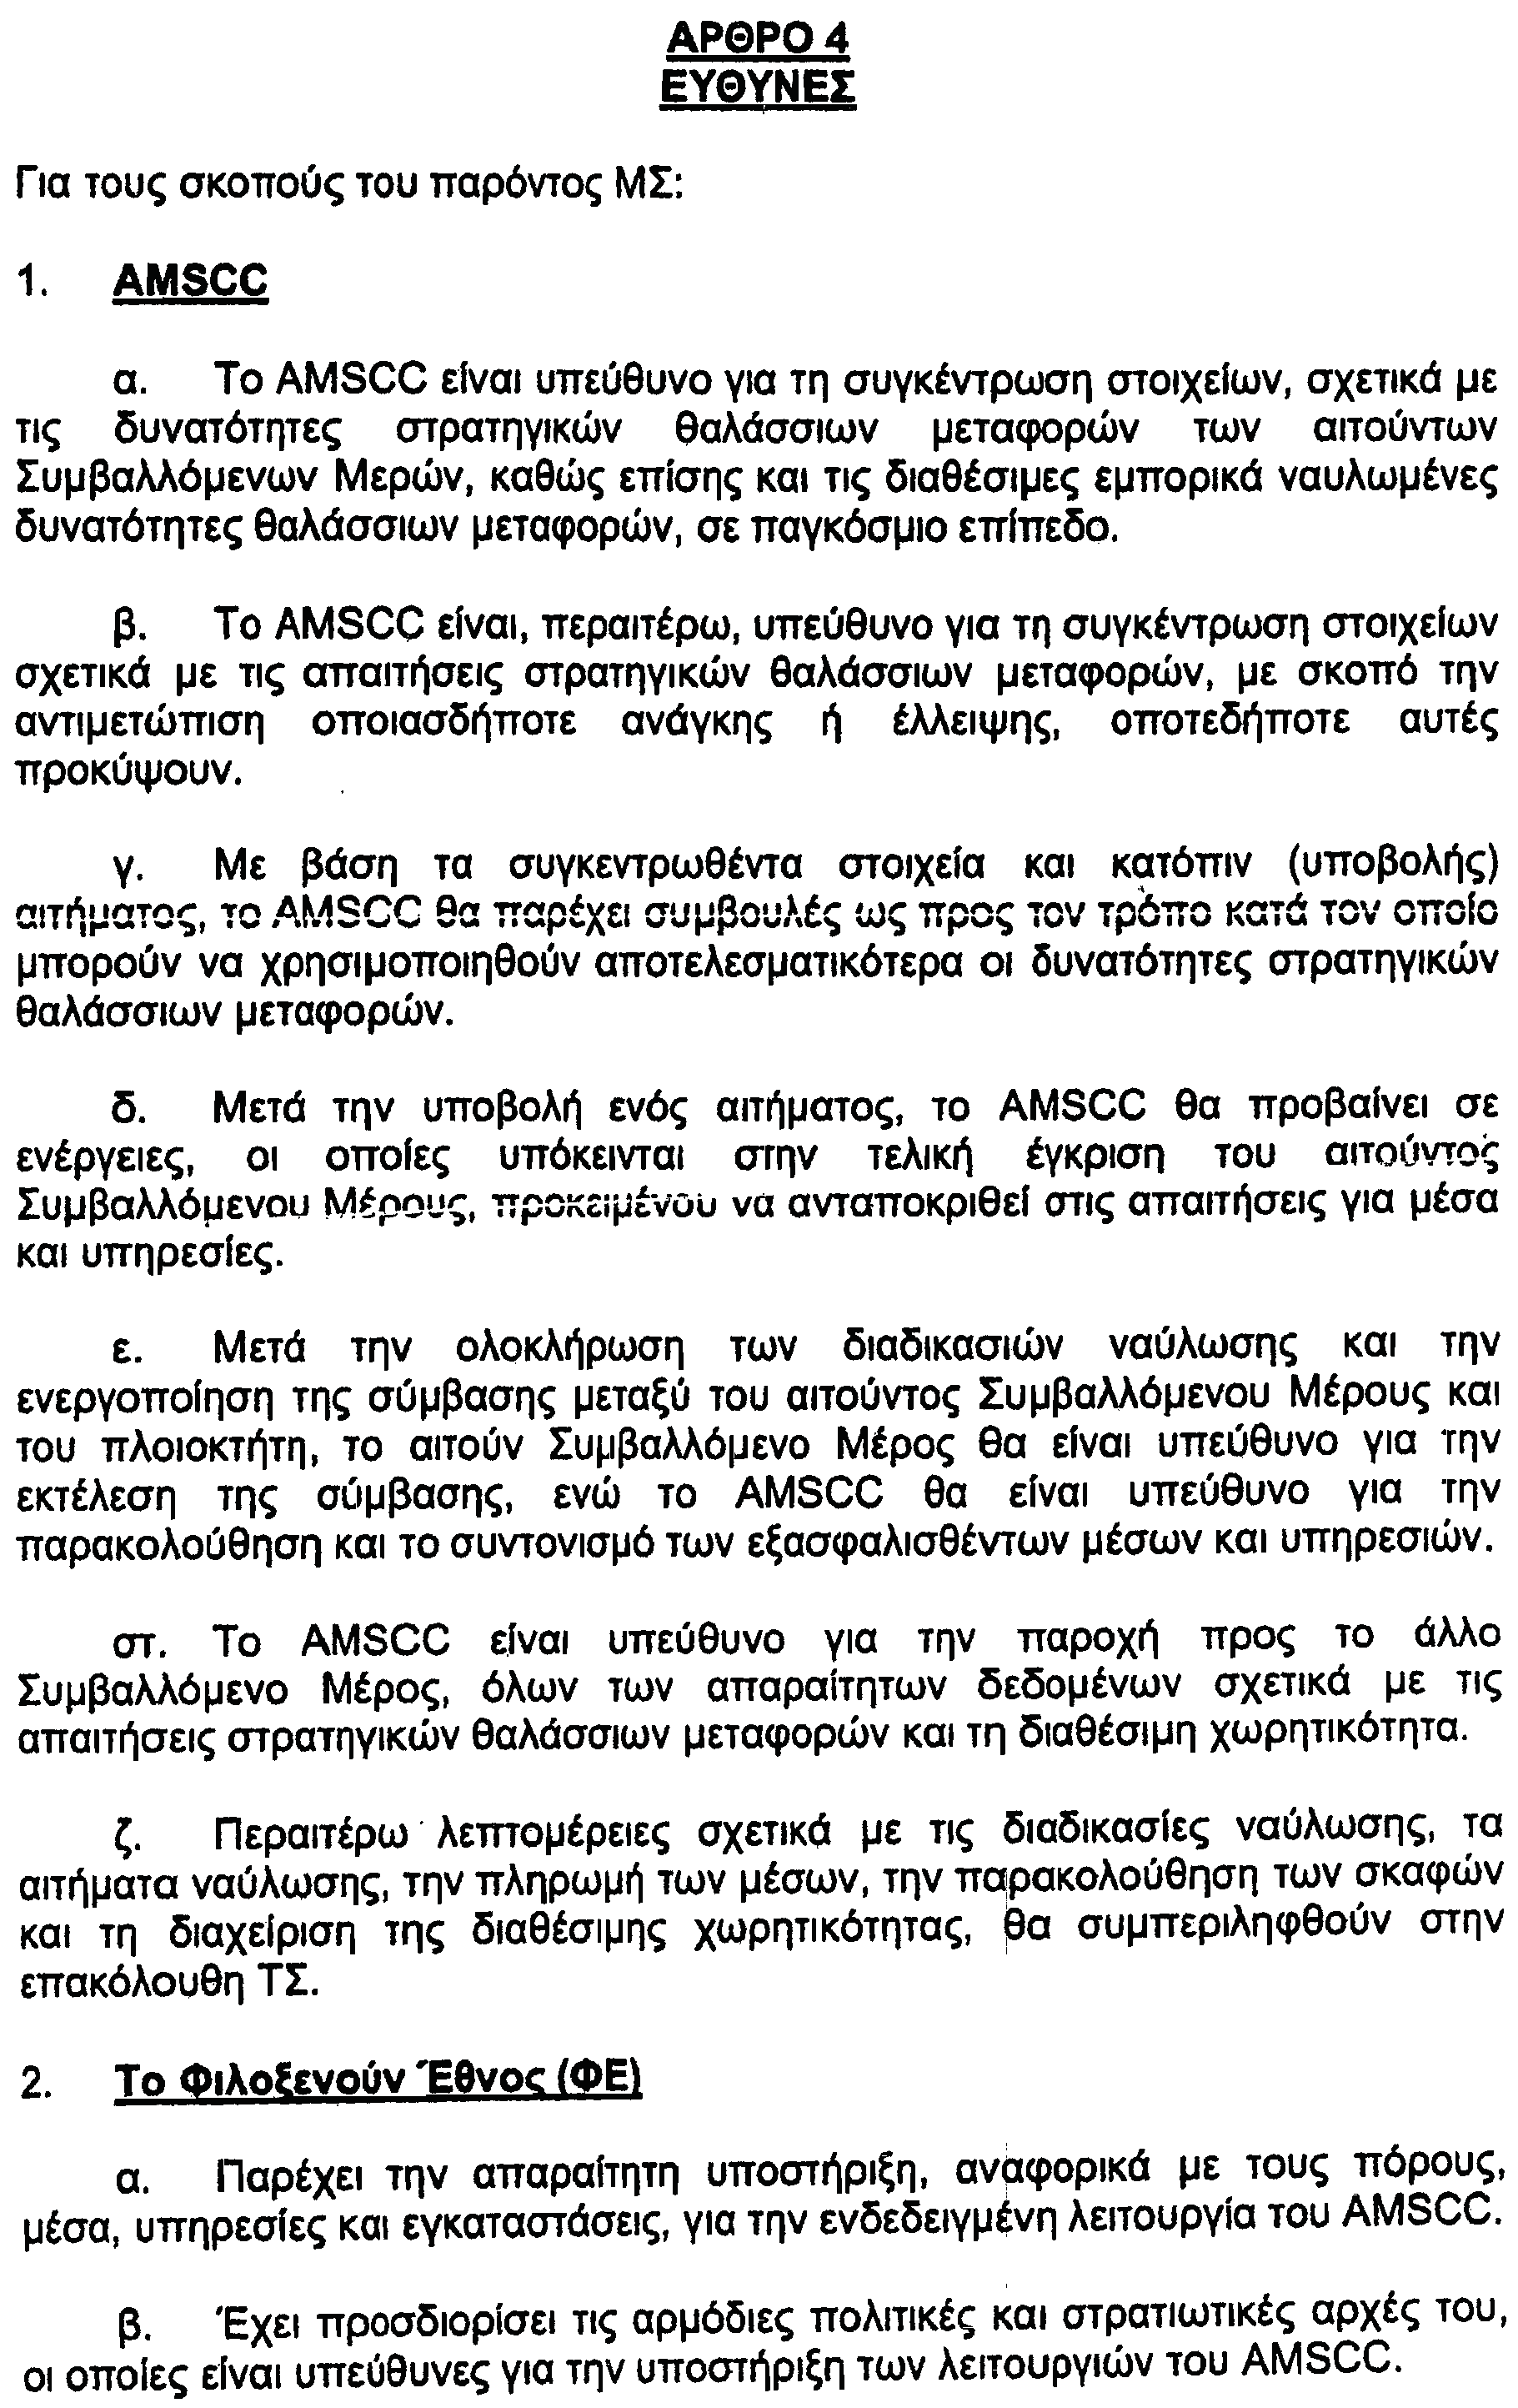 ΑΡΘΡΟ 4
ΕΥΘΥΝΕΣ
Για τους σκοπούς του παρόντος ΜΣ:
1. AMSCC
α. Το AMSCC είναι υπεύθυνο για τη συγκέντρωση στοιχείων, σχετικά με
τις δυνατότητες στρατηγικών θαλάσσιων μεταφορών των αιτούντων
Συμβαλλόμενων Μερών, καθώς επίσης και τις διαθέσιμες εμπορικά ναυλωμένες
δυνατότητες θαλάσσιων μεταφορών, σε παγκόσμιο επίπεδο.
β. Το AMSCC είναι, περαιτέρω, υπεύθυνο για τη συγκέντρωση στοιχείων
σχετικά με τις απαιτήσεις στρατηγικών θαλάσσιων μεταφορών, με σκοπό την
αντιμετώπιση οποιασδήποτε ανάγκης ή έλλειψης, οποτεδήποτε αυτές
προκύψουν.
γ. Με βάση τα συγκεντρωθέντα στοιχεία και κατόπιν (υποβολής)
αιτήματος, το AMSCC θα παρέχει συμβουλές ως προς τον τρόπο κατά τον οποίο
μπορούν να χρησιμοποιηθούν αποτελεσματικότερα οι δυνατότητες στρατηγικών
θαλάσσιων μεταφορών.
δ. Μετά την υποβολή ενός αιτήματος, το AMSCC θα προβαίνει σε
ενέργειες, οι οποίες υπόκεινται στην τελική έγκριση του αιτούντος
Συμβαλλόμενου Μέρους, προκειμένου να ανταποκριθεί στις απαιτήσεις για μέσα
και υπηρεσίες.
ε. Μετά την ολοκλήρωση των διαδικασιών ναύλωσης και την
ενεργοποίηση της σύμβασης μεταξύ του αιτούντος Συμβαλλόμενου Μέρους και
του πλοιοκτήτη, το αιτούν Συμβαλλόμενο Μέρος θα είναι υπεύθυνο για την
εκτέλεση της σύμβασης, ενώ το AMSCC θα είναι υπεύθυνο για την
παρακολούθηση και το συντονισμό των εξασφαλισθέντων μέσων και υπηρεσιών.
στ. Το AMSCC είναι υπεύθυνο για την παροχή προς το άλλο
Συμβαλλόμενο Μέρος, όλων των απαραίτητων δεδομένων σχετικά με τις
απαιτήσεις στρατηγικών θαλάσσιων μεταφορών και τη διαθέσιμη χωρητικότητα.
ζ. Περαιτέρω λεπτομέρειες σχετικά με τις διαδικασίες ναύλωσης, τα
αιτήματα ναύλωσης, την πληρωμή των μέσων, την παρακολούθηση των σκαφών
και τη διαχείριση της διαθέσιμης χωρητικότητας, θα συμπεριληφθούν στην
επακόλουθη ΤΣ.
2. Το Φιλοξενούν Έθνος (ΦΕ)
α. Παρέχει την απαραίτητη υποστήριξη, αναφορικά με τους πόρους,
μέσα, υπηρεσίες και εγκαταστάσεις, για την ενδεδειγμένη λειτουργία του AMSCC.
β. Έχει προσδιορίσει τις αρμόδιες πολιτικές και στρατιωτικές αρχές του,
οι οποίες είναι υπεύθυνες για την υποστήριξη των λειτουργιών του AMSCC.